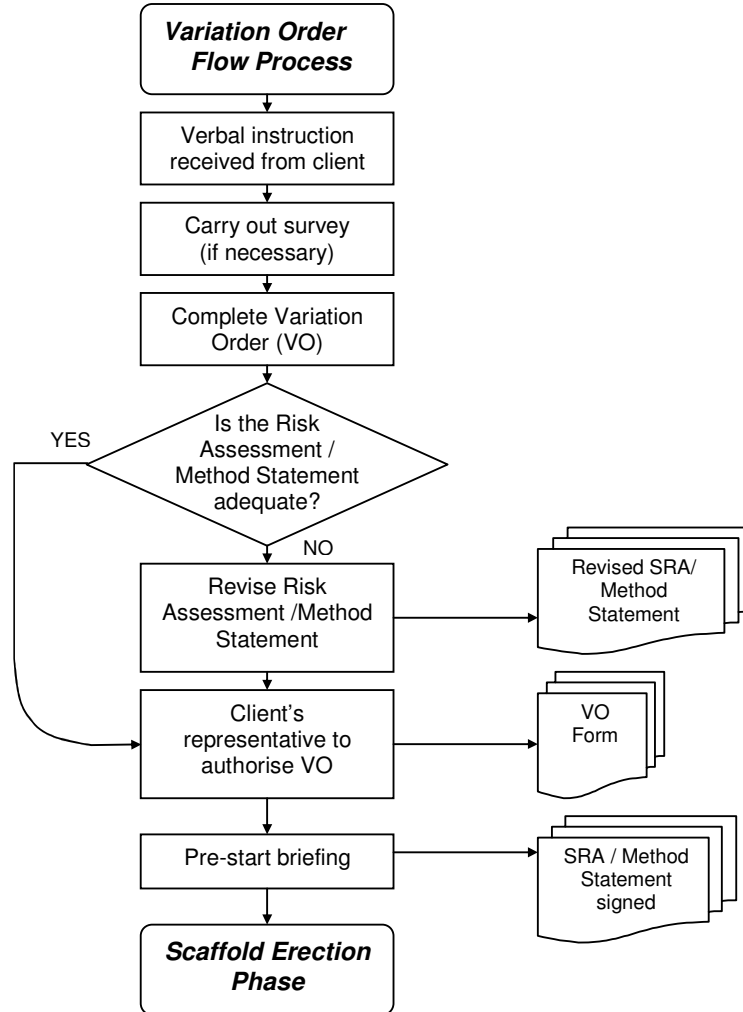 Variation Order
Flow Process
Verbal instruction
received from client
Carry out survey
(if necessary)
Complete Variation
Order (VO)
Is the Risk
Assessment /
Method Statement
adequate?
YES
NO
Revise Risk
Assessment /Method
Statement
Revised SRA/
Method
Statement
Client's
representative to
authorise VO
VO
Form
Pre-start briefing
SRA / Method
Statement
signed
Scaffold Erection
Phase